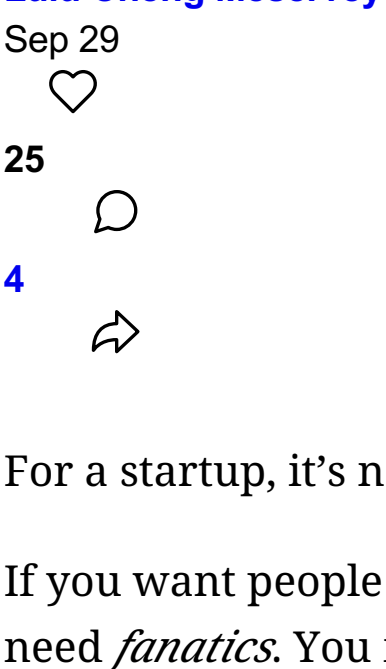 Sep 29
25
4
For a startup, it’s n
If you want people
need fanatics. You